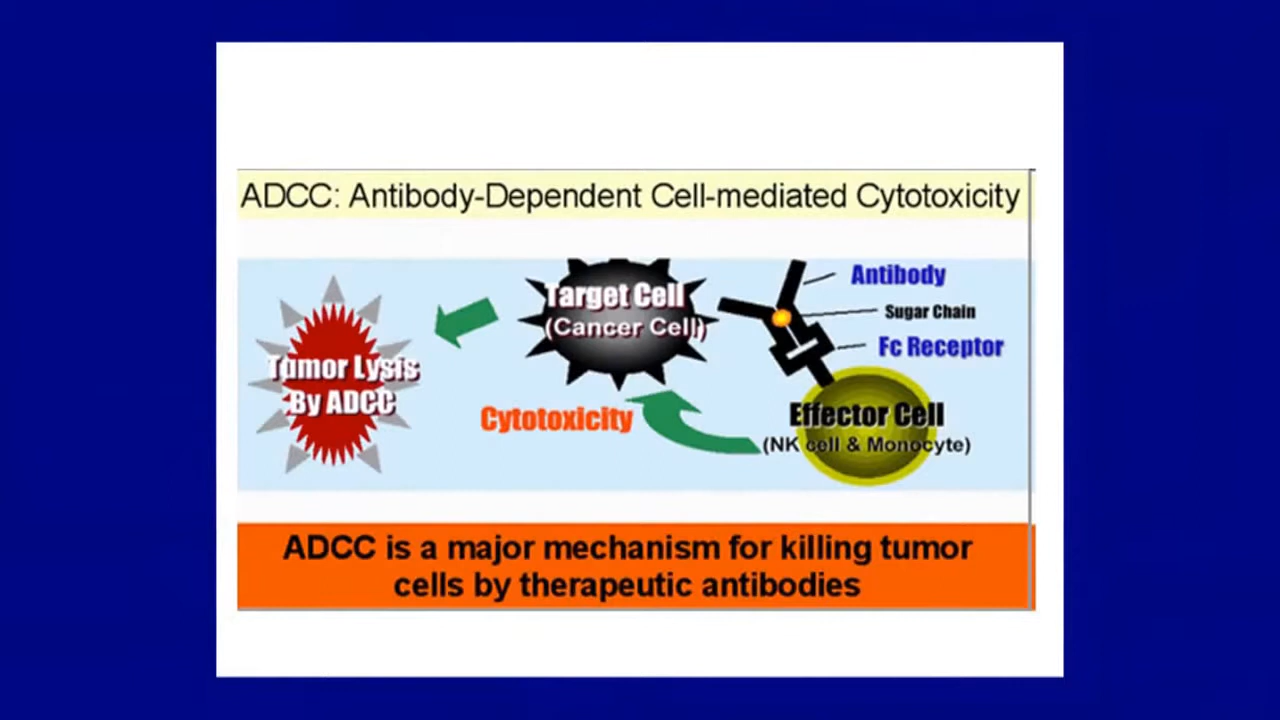 ADCC: Antibody-Dependent Cell-mediated Cytotoxicity
Antibody
Target Cell
(Cancer Cell)
Sugar Chain
Fc Receptor
Tumor Lysis
By ADCC
Cytotoxicity
Effector Cell
(NK cell & Monocyte)
ADCC is a major mechanism for killing tumor
cells by therapeutic antibodies